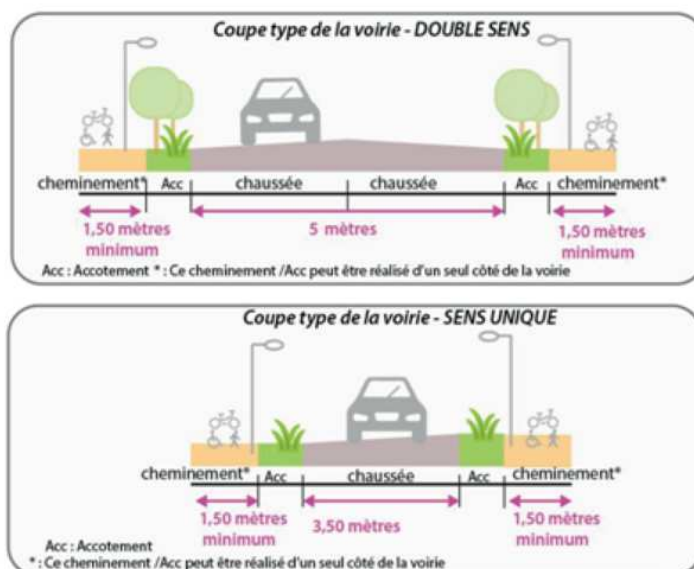 Coupe type de la voirie - DOUBLE SENS
cheminement* Acc chaussée chaussée Acc cheminement*
1,50 mètres minimum 5 mètres 1,50 mètres minimum
Acc : Accotement * : Ce cheminement /Acc peut être réalisé d'un seul côté de la voirie
Coupe type de la voirie - SENS UNIQUE
cheminement* Acc chaussée Acc cheminement*
1,50 mètres minimum 3,50 mètres 1,50 mètres minimum
Acc : Accotement
* : Ce cheminement /Acc peut être réalisé d'un seul côté de la voirie